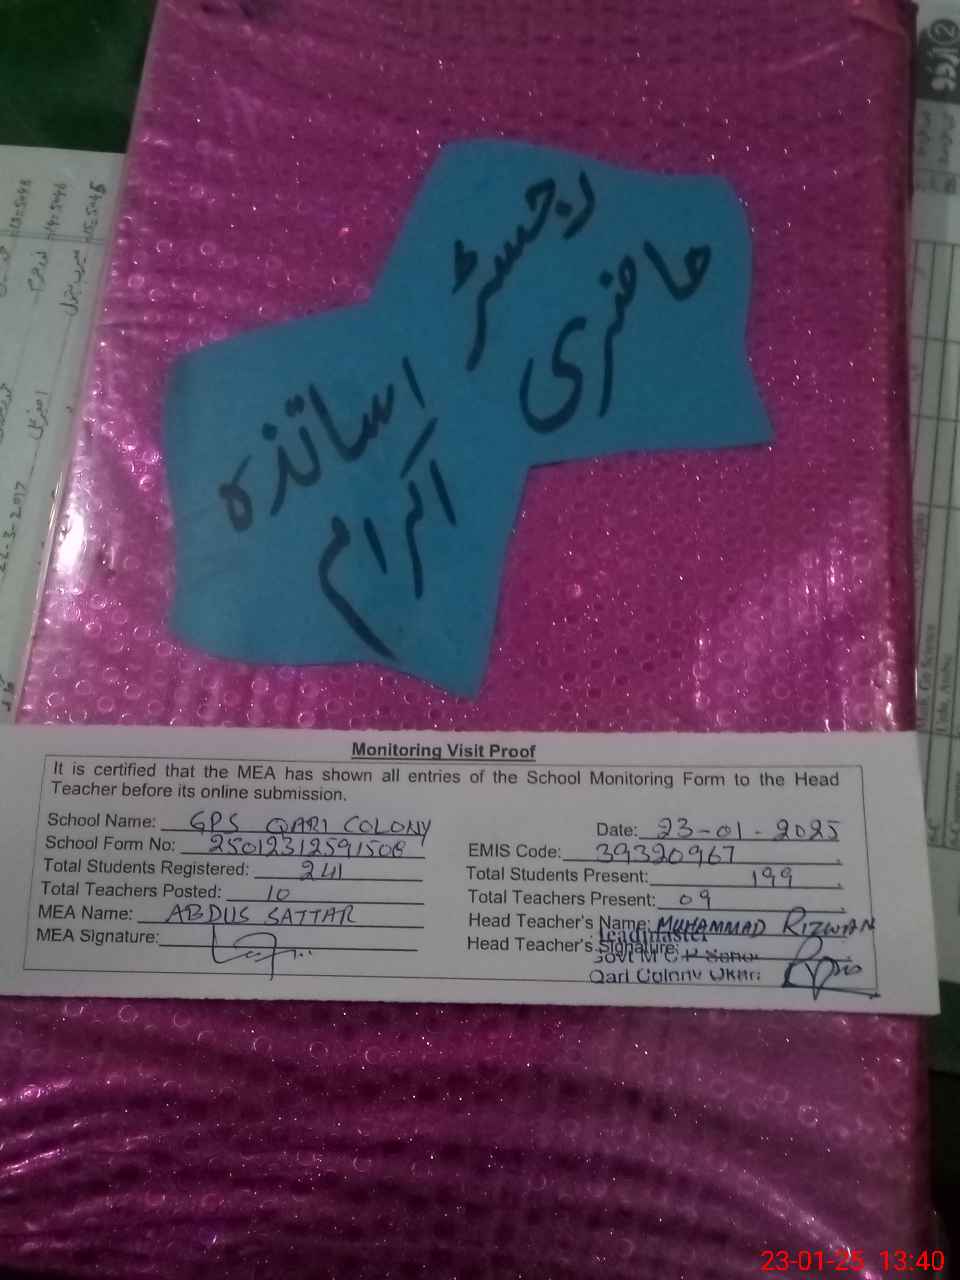 رجسٹر
حاضری
اساتذہ
اکرام
Monitoring Visit Proof
It is certified that the MEA has shown all entries of the School Monitoring Form to the Head
Teacher before its online submission.
School Name: GPS QARI COLONY
Date: 23-01-2025
School Form No:
EMIS Code: 39320967
Total Students Registered: 241
Total Students Present: 199
Total Teachers Posted: 10
Total Teachers Present: 09
MEA Name: ABDUS SATTAR
Head Teacher's Name: MUHAMMAD RIZWAN
MEA Signature:
Head Teacher's Signature:
Headmaster
Qari Colony
22-3-2017
23-01-25 13:40